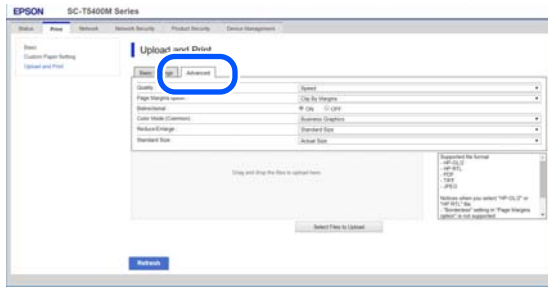 EPSON SC-T5400M Series
Status Print Network Network Security Product Security Device Management
Basic
Custom Paper Setting
Upload and Print
Upload and Print
Basic Advanced
Quality : Speed
Page Margins option : Clip By Margins
Bidirectional : ON OFF
Color Mode (Common) : Business Graphics
Reduce/Enlarge : Standard Size
Standard Size : Actual Size
Drag and drop the files to upload here.
Supported file format
- HP-GL/2
- HP RTL
- PDF
- TIFF
- JPEG
Notices when you select "HP-GL/2" or
"HP RTL" file.
- "Borderless" setting in "Page Margins
option" is not supported
Select Files to Upload
Refresh